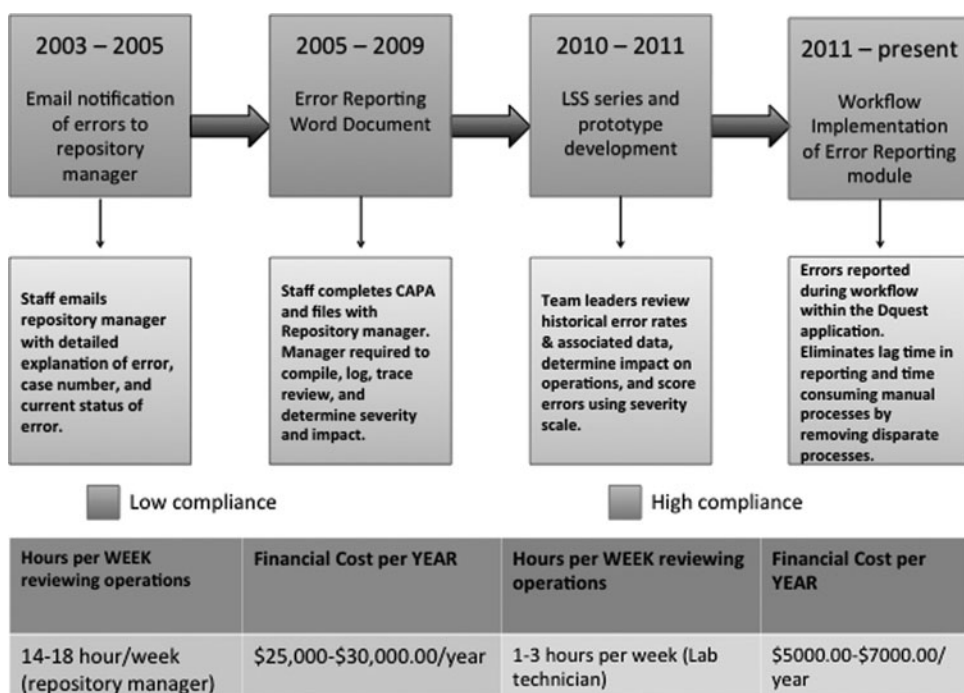 2003 – 2005
Email notification
of errors to
repository
manager
2005 – 2009
Error Reporting
Word Document
2010 – 2011
LSS series and
prototype
development
2011 – present
Workflow
Implementation
of Error Reporting
module
Staff emails
repository manager
with detailed
explanation of error,
case number, and
current status of
error.
Staff completes CAPA
and files with
Repository manager.
Manager required to
compile, log, trace
review, and
determine severity
and impact.
Team leaders review
historical error rates
& associated data,
determine impact on
operations, and score
errors using severity
scale.
Errors reported
during workflow
within the Dquest
application.
Eliminates lag time in
reporting and time
consuming manual
processes by
removing disparate
processes.
Low compliance
High compliance
Hours per WEEK
reviewing operations
Financial Cost per YEAR
Hours per WEEK reviewing
operations
Financial Cost per
YEAR
14-18 hour/week
(repository manager)
$25,000-$30,000.00/year
1-3 hours per week (Lab
technician)
$5000.00-$7000.00/
year